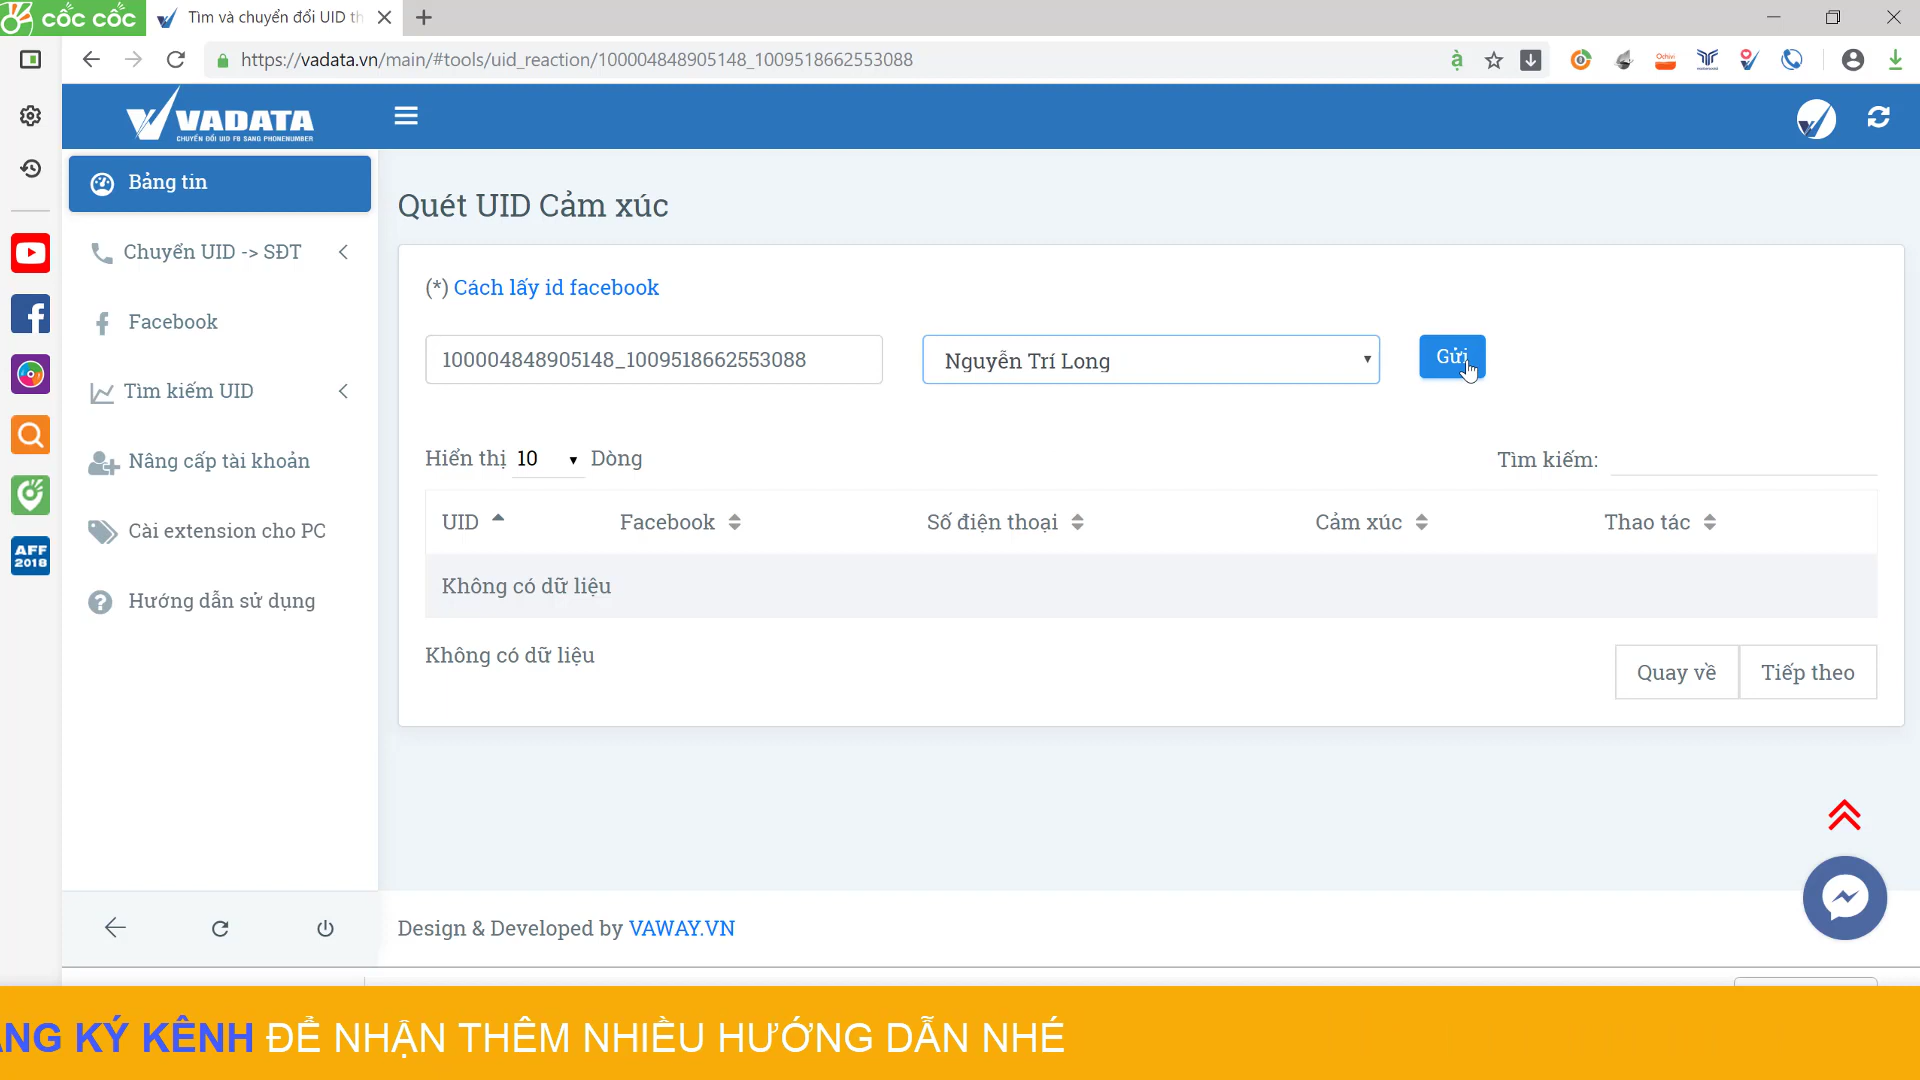 cốc cốc
Tìm và chuyển đổi UID th
https://vadata.vn/main/#tools/uid_reaction/100004848905148_1009518662553088
VADATA
CHUYỂN ĐỔI UID FB SANG PHONENUMBER
Bảng tin
Chuyển UID -> SĐT
Facebook
Tìm kiếm UID
Nâng cấp tài khoản
Cài extension cho PC
Hướng dẫn sử dụng
AFF
2018
Quét UID Cảm xúc
(*) Cách lấy id facebook
100004848905148_1009518662553088
Nguyễn Trí Long
Gửi
Hiển thị 10 Dòng
Tìm kiếm:
UID Facebook Số điện thoại Cảm xúc Thao tác
Không có dữ liệu
Không có dữ liệu
Quay về Tiếp theo
Design & Developed by VAWAY.VN
NG KÝ KÊNH ĐỂ NHẬN THÊM NHIỀU HƯỚNG DẪN NHÉ